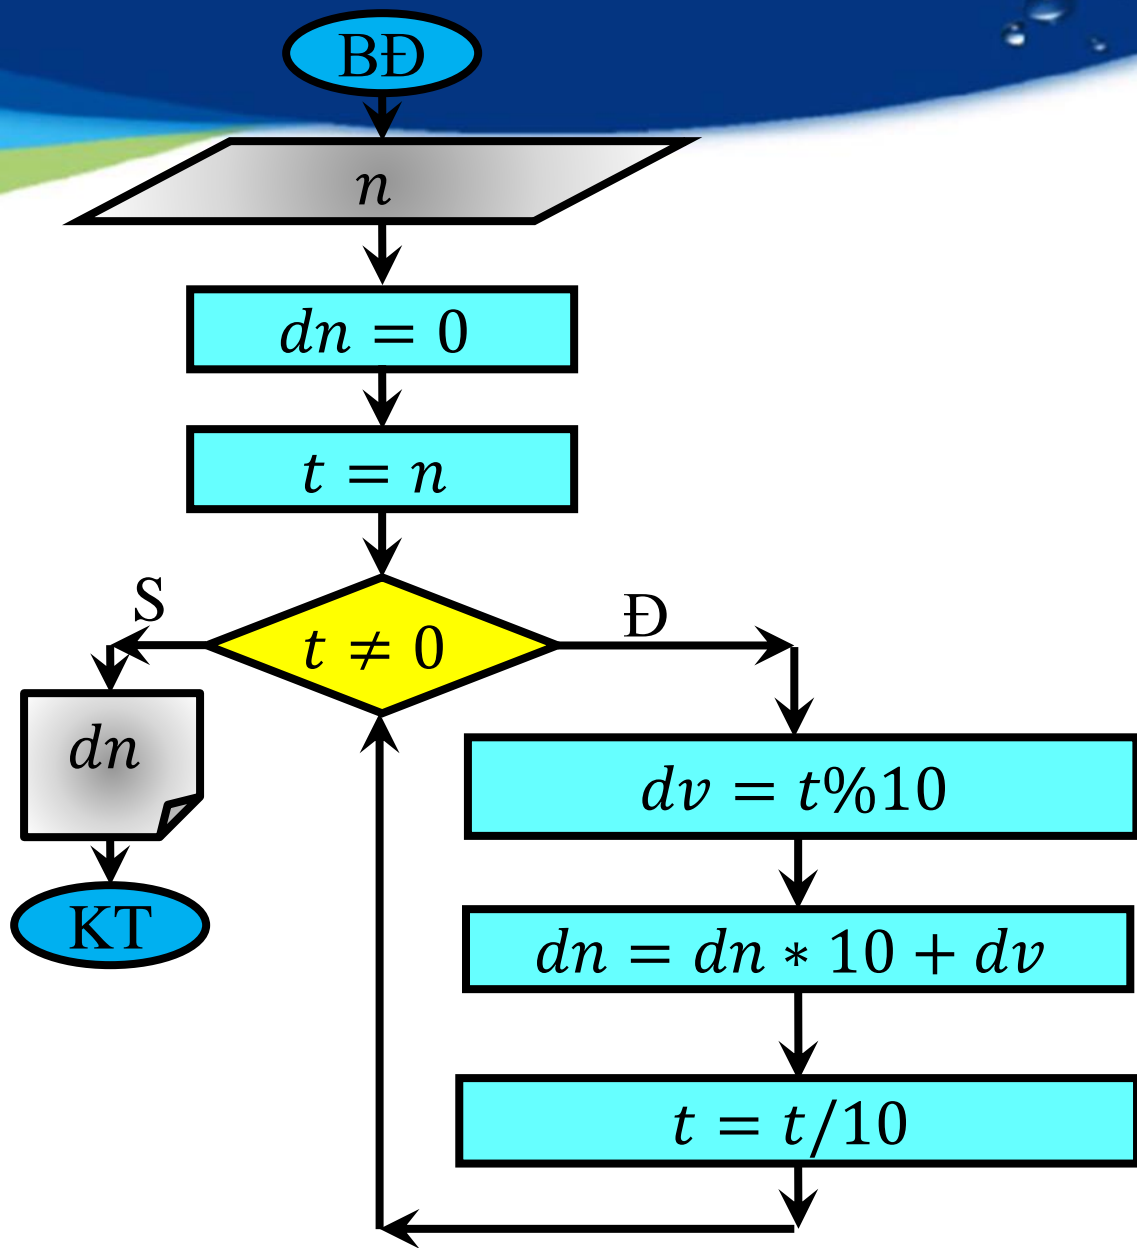 BĐ
n
dn = 0
t = n
t ≠ 0
S
Đ
dn
KT
dv = t%10
dn = dn * 10 + dv
t = t/10